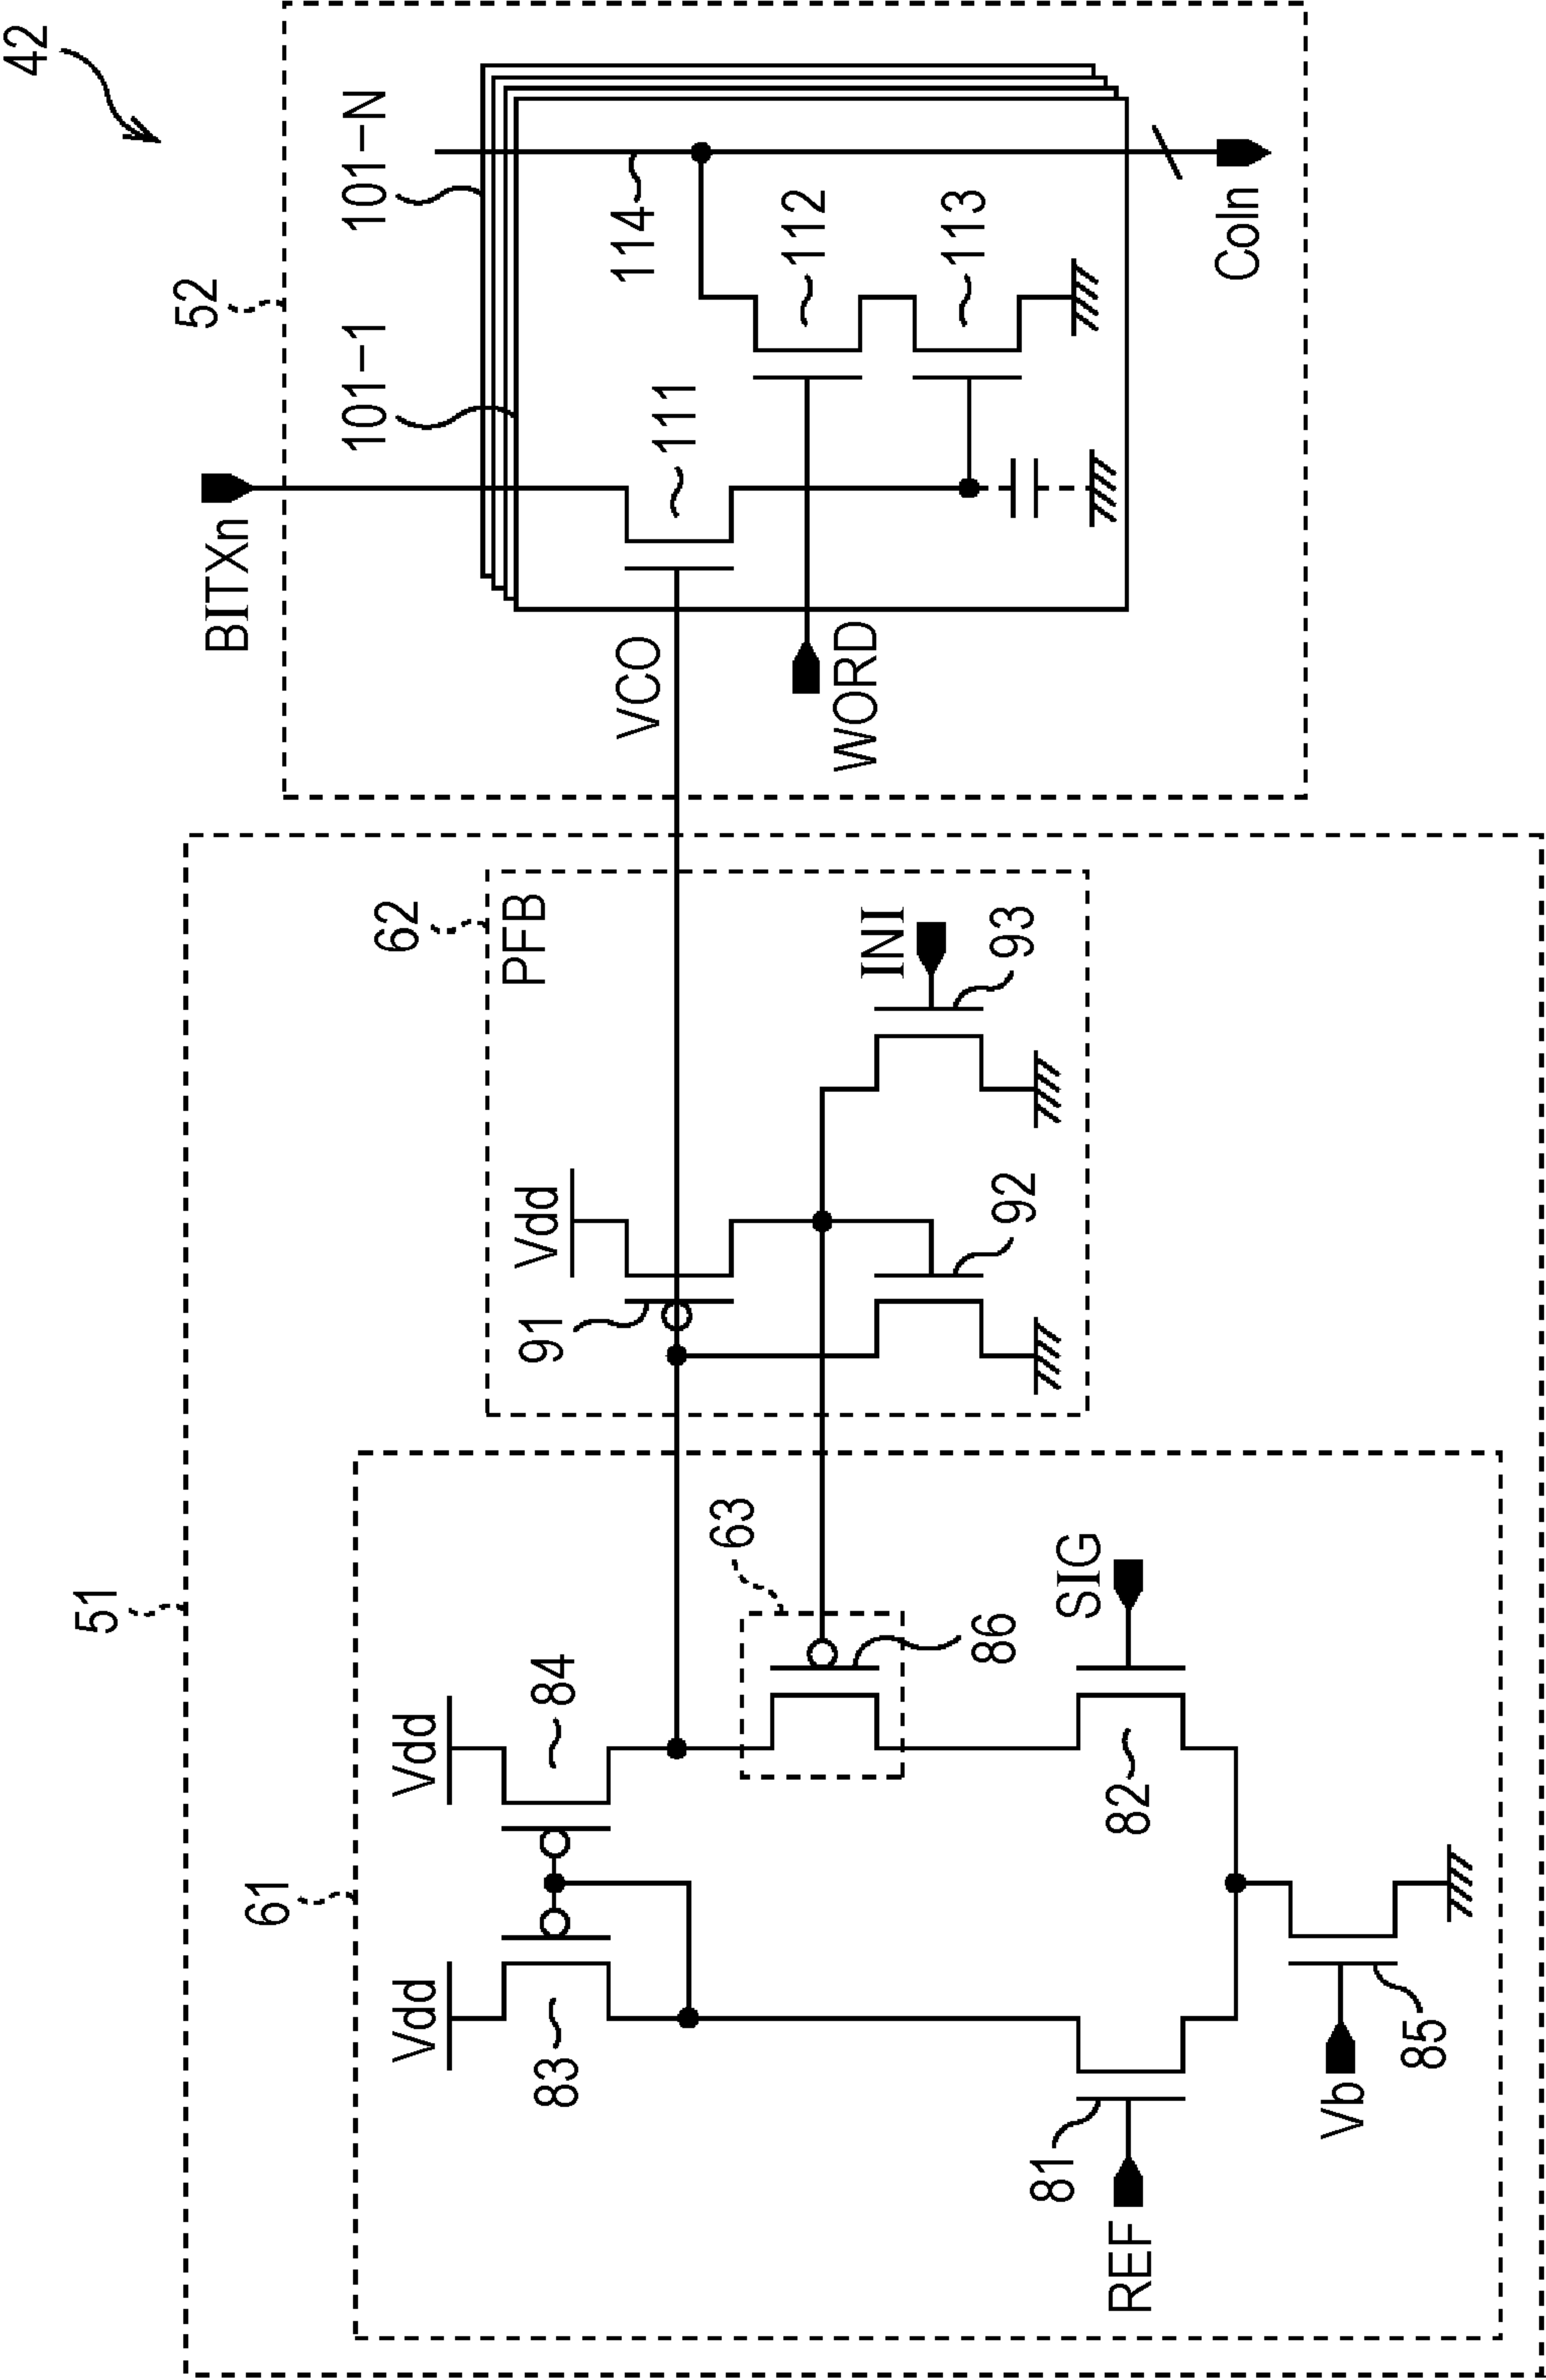 42
51
52
61
Vdd
Vdd
83
84
63
86
81
REF
82
SIG
Vb
85
62
PFB
Vdd
91
92
INI
93
BITXn
101-1
101-N
VCO
111
114
112
113
WORD
Coln